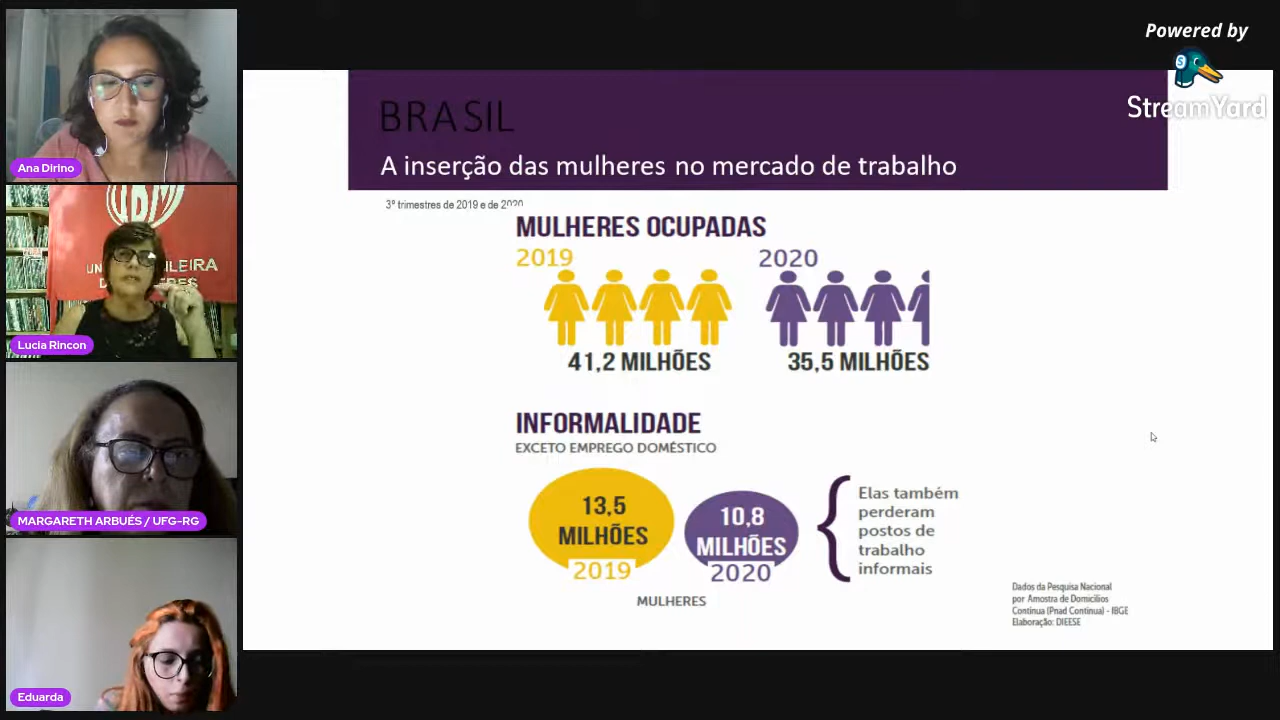 Powered by
StreamYard
BRASIL
A inserção das mulheres no mercado de trabalho
3º trimestres de 2019 e de 2020
MULHERES OCUPADAS
2019
2020
41,2 MILHÕES
35,5 MILHÕES
INFORMALIDADE
EXCETO EMPREGO DOMÉSTICO
13,5
MILHÕES
2019
10,8
MILHÕES
2020
MULHERES
Elas também
perderam
postos de
trabalho
informais
Dados da Pesquisa Nacional
por Amostra de Domicílios
Contínua (Pnad Contínua) - IBGE
Elaboração: DIEESE
Ana Dirino
UBM
Lucia Rincon
MARGARETH ARBUÉS / UFG-RG
Eduarda